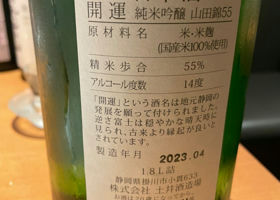 開運 純米吟醸 山田錦55
原材料名 米・米麹
(国産米100%使用)
精米歩合 55%
アルコール度数 14度
「開運」という酒名は地元静岡の
発展を願って付けられました。
逆さ富士は穏やかな晴天時に
見られ、古来より縁起が良いと
されています。
製造年月 2023.04
1.8L詰
静岡県掛川市小貫633
株式会社 土井酒造場